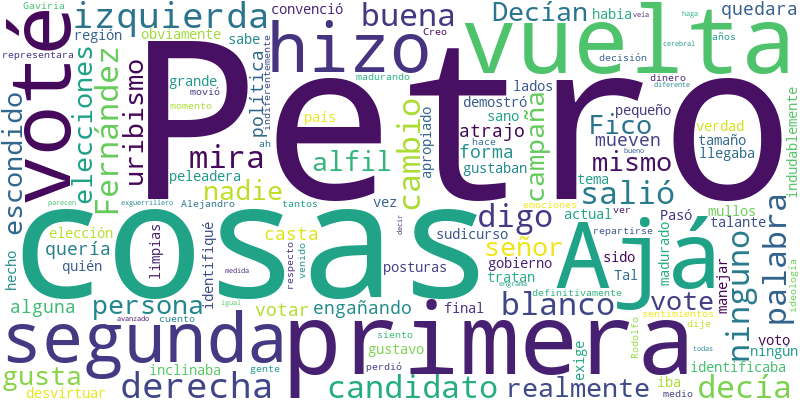 Gaviria
convenció
habia
quedara
izquierda
buena
Decían
vuelta
región
obviamente
sabe
Creo
veía
haga
representara
voté
Petro
hizo
años
cerebral
decisión
madurando
indiferentemente
política
grande
movió
lados
dinero
diferente
momento
uribismo
Fernández
elecciones
escondido
demostró
pequeño
país
sano
apropiado
cambio
campaña
Fico
verdad
atrajo
mueven
tamaño
ah
hace
llegaba
mira
alfil
forma
mismo
bueno
indudablemente
peleadera
gustaban
tema
nadie
salió
parecen
exguerrillero
Alejandro
tantos
vez
emociones
ver
cosas
digo
actual
repartirse
Pasó
mullos
talante
palabra
señor
Ajá
elección
quería
quién
limpias
identifiqué
casta
sudicurso
decir
hecho
respecto
venido
posturas
gobierno
sido
madurado
manejar
ninguno
ideología
medida
tratan
Tal
engrama
definitivamente
alguna
persona
votar
engañando
final
blanco
vote
igual
sentimientos
avanzado
cuento
gustavo
dije
voto
ningún
segunda
primera
siento
Rodolfo
todas
perdió
exige
identificaba
gusta
inclinaba
gente
iba
medio
desvirtuar
derecha
candidato
realmente
decía